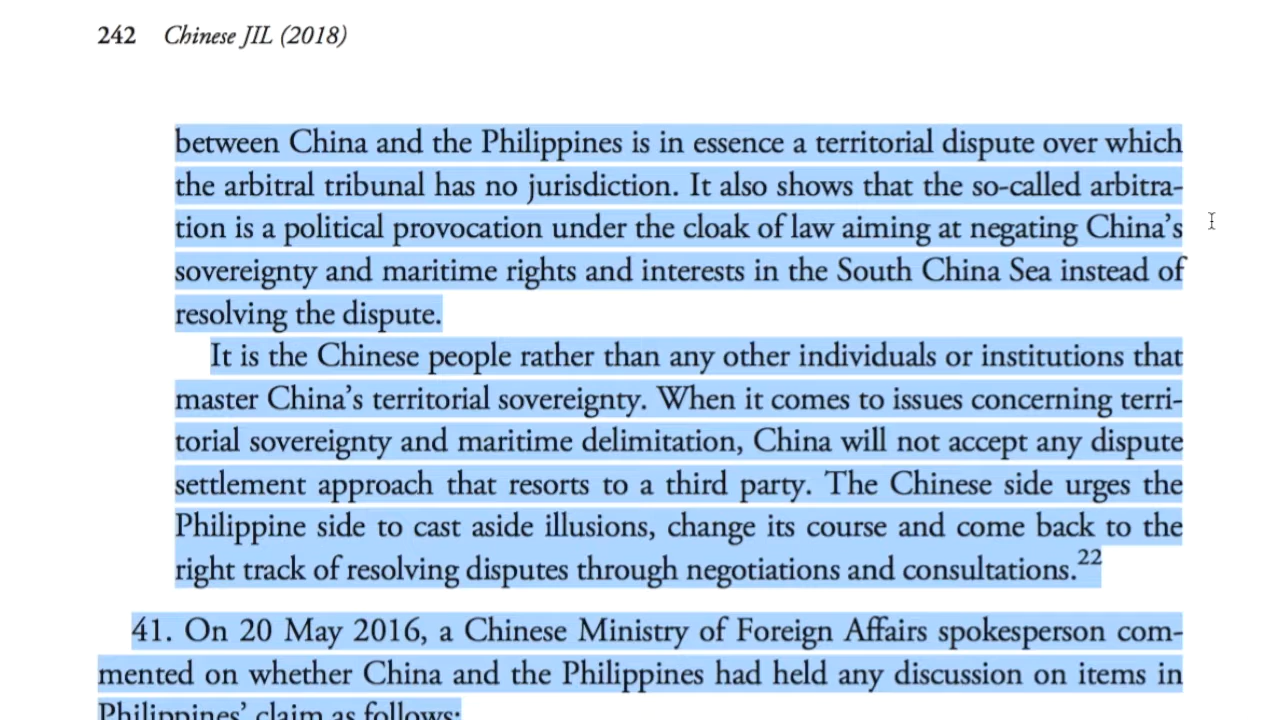 242 Chinese JIL (2018)
between China and the Philippines is in essence a territorial dispute over which
the arbitral tribunal has no jurisdiction. It also shows that the so-called arbitra-
tion is a political provocation under the cloak of law aiming at negating China’s
sovereignty and maritime rights and interests in the South China Sea instead of
resolving the dispute.
It is the Chinese people rather than any other individuals or institutions that
master China’s territorial sovereignty. When it comes to issues concerning terri-
torial sovereignty and maritime delimitation, China will not accept any dispute
settlement approach that resorts to a third party. The Chinese side urges the
Philippine side to cast aside illusions, change its course and come back to the
right track of resolving disputes through negotiations and consultations.22
41. On 20 May 2016, a Chinese Ministry of Foreign Affairs spokesperson com-
mented on whether China and the Philippines had held any discussion on items in
Philippines’ claim as follows: